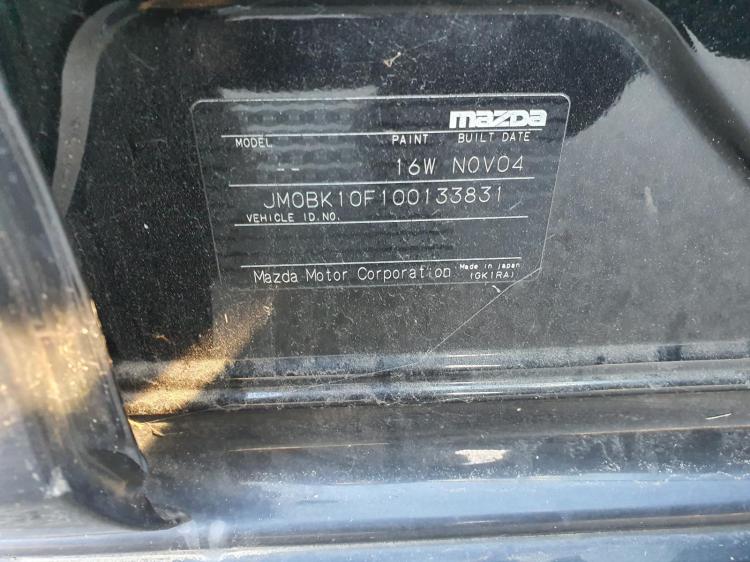 mazda
MODEL PAINT BUILT DATE
-- 16W NOV04
JM0BK10F100133831
VEHICLE ID.NO.
Mazda Motor Corporation Made in Japan
(GK1RA)